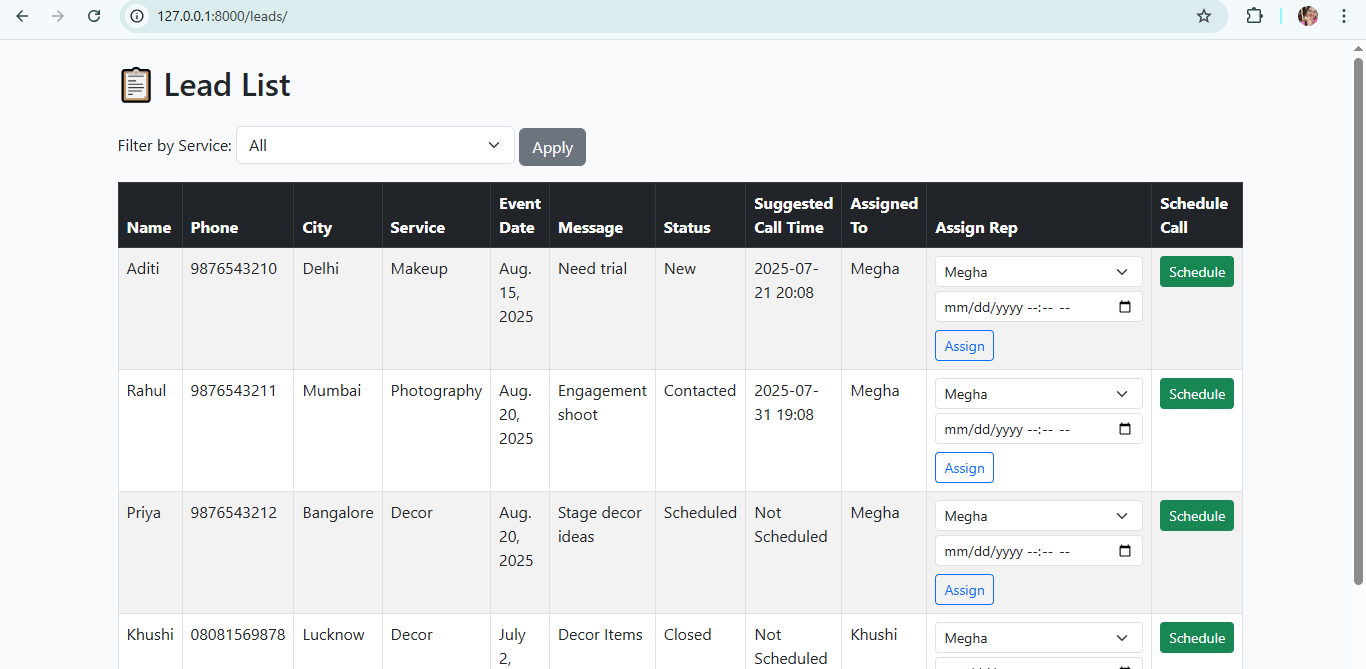 127.0.0.1:8000/leads/
Lead List
Filter by Service: All Apply
Name Phone City Service Event Date Message Status Suggested Call Time Assigned To Assign Rep Schedule Call
Aditi 9876543210 Delhi Makeup Aug. 15, 2025 Need trial New 2025-07-21 20:08 Megha Megha Schedule
mm/dd/yyyy --:-- --
Assign
Rahul 9876543211 Mumbai Photography Aug. 20, 2025 Engagement shoot Contacted 2025-07-31 19:08 Megha Megha Schedule
mm/dd/yyyy --:-- --
Assign
Priya 9876543212 Bangalore Decor Aug. 20, 2025 Stage decor ideas Scheduled Not Scheduled Megha Megha Schedule
mm/dd/yyyy --:-- --
Assign
Khushi 08081569878 Lucknow Decor July 2, Decor Items Closed Not Scheduled Khushi Megha Schedule